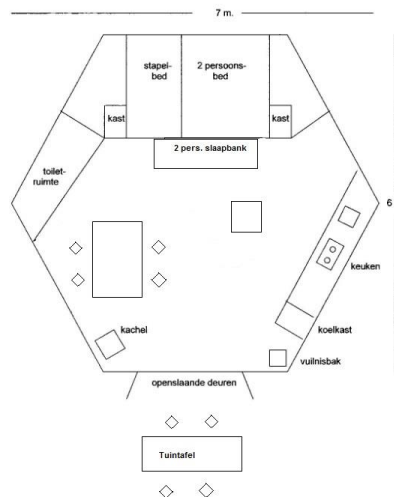 7 m.
stapel-
bed
2 persoons-
bed
kast
kast
2 pers. slaapbank
toilet-
ruimte
6
keuken
kachel
koelkast
vuilnisbak
openslaande deuren
Tuintafel